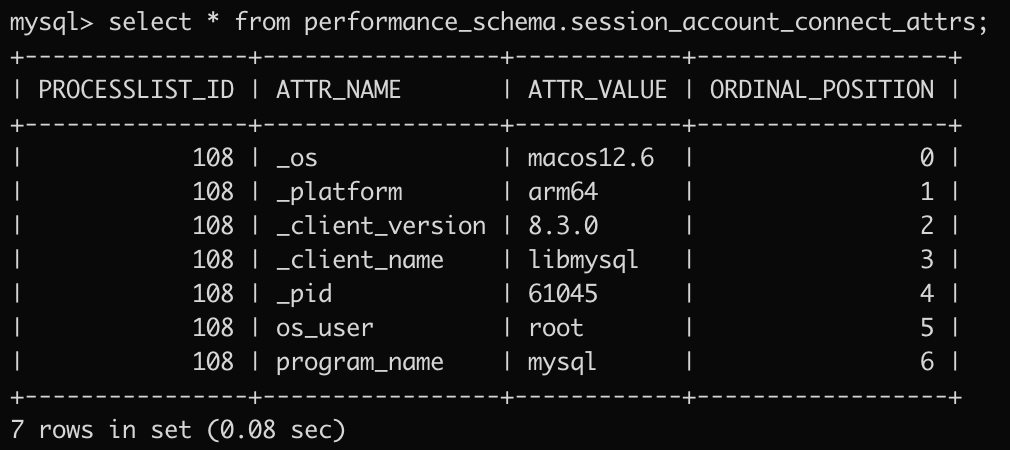 mysql> select * from performance_schema.session_account_connect_attrs;
+----------------+-----------------+------------+------------------+
| PROCESSLIST_ID | ATTR_NAME       | ATTR_VALUE | ORDINAL_POSITION |
+----------------+-----------------+------------+------------------+
|            108 | _os             | macos12.6  |                0 |
|            108 | _platform       | arm64      |                1 |
|            108 | _client_version | 8.3.0      |                2 |
|            108 | _client_name    | libmysql   |                3 |
|            108 | _pid            | 61045      |                4 |
|            108 | os_user         | root       |                5 |
|            108 | program_name    | mysql      |                6 |
+----------------+-----------------+------------+------------------+
7 rows in set (0.08 sec)